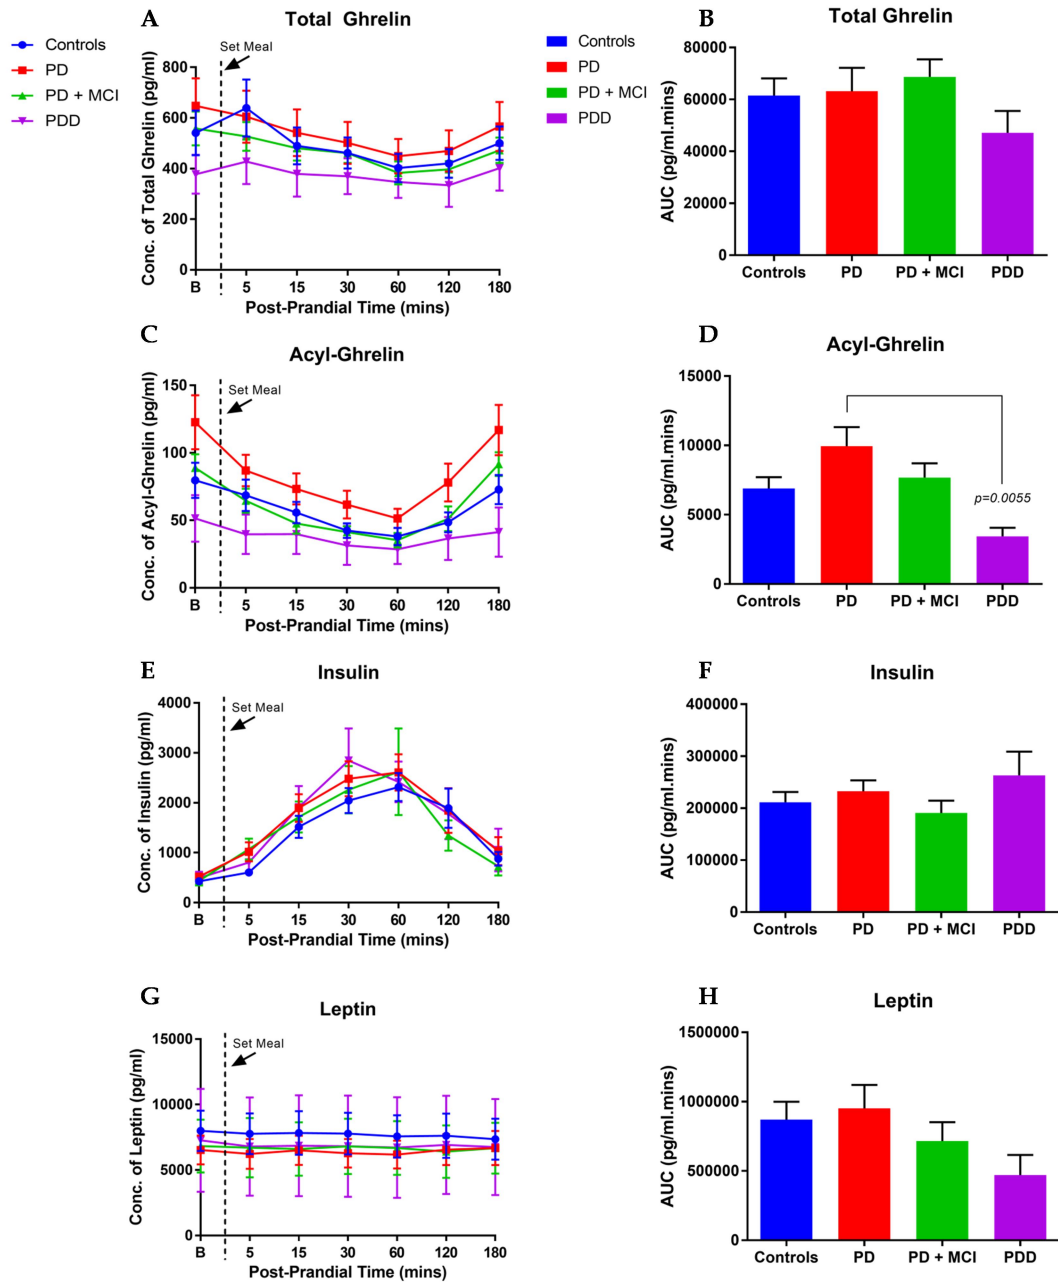 A
Total Ghrelin
Controls
PD
PD + MCI
PDD
Set Meal
Conc. of Total Ghrelin (pg/ml)
800
600
400
200
0
B 5 15 30 60 120 180
Post-Prandial Time (mins)
B
Total Ghrelin
Controls
PD
PD + MCI
PDD
AUC (pg/ml.mins)
80000
60000
40000
20000
0
Controls PD PD + MCI PDD
C
Acyl-Ghrelin
Set Meal
Conc. of Acyl-Ghrelin (pg/ml)
150
100
50
0
B 5 15 30 60 120 180
Post-Prandial Time (mins)
D
Acyl-Ghrelin
AUC (pg/ml.mins)
15000
10000
5000
0
p=0.0055
Controls PD PD + MCI PDD
E
Insulin
Set Meal
Conc. of Insulin (pg/ml)
4000
3000
2000
1000
0
B 5 15 30 60 120 180
Post-Prandial Time (mins)
F
Insulin
AUC (pg/ml.mins)
400000
300000
200000
100000
0
Controls PD PD + MCI PDD
G
Leptin
Set Meal
Conc. of Leptin (pg/ml)
15000
10000
5000
0
B 5 15 30 60 120 180
Post-Prandial Time (mins)
H
Leptin
AUC (pg/ml.mins)
1500000
1000000
500000
0
Controls PD PD + MCI PDD